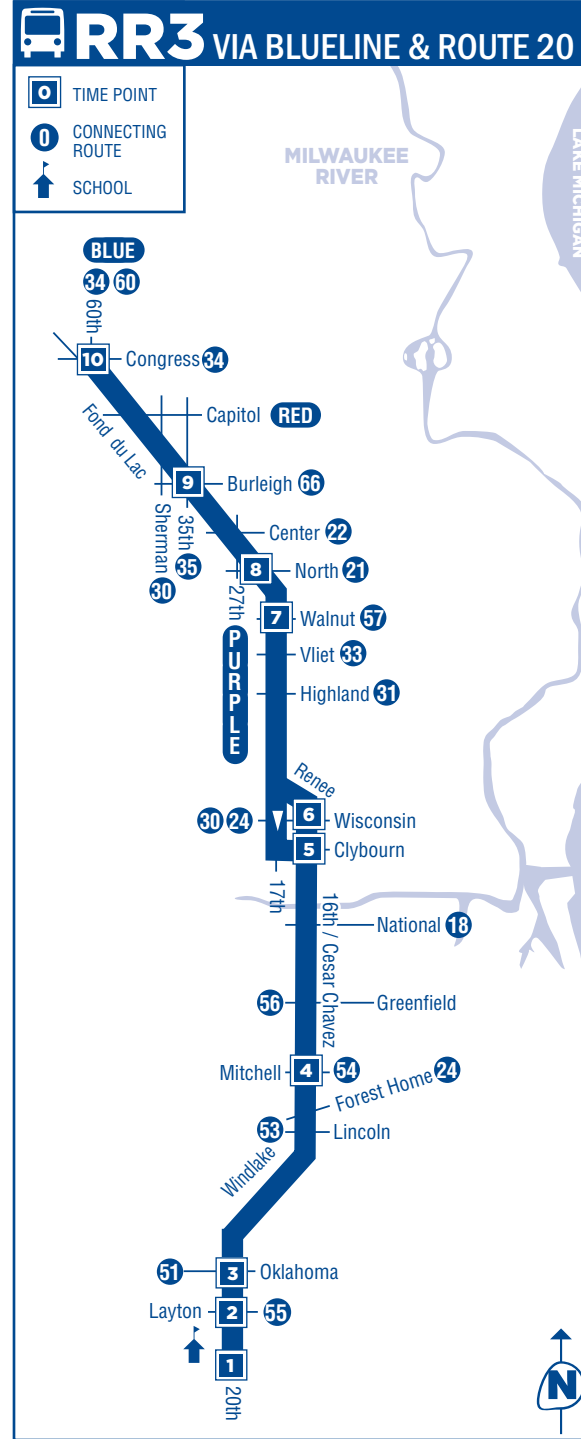 RR3 VIA BLUELINE & ROUTE 20
0 TIME POINT
0 CONNECTING
ROUTE
SCHOOL
MILWAUKEE
RIVER
LAKE MICHIGAN
BLUE
34 60
60th
10 Congress 34
Fond du Lac
Capitol RED
9 Burleigh 66
Sherman
30
35th
35
Center 22
8 North 21
27th
7 Walnut 57
PURPLE
Vliet 33
Highland 31
Renee
30 24
6 Wisconsin
5 Clybourn
17th
16th / Cesar Chavez
National 18
56 Greenfield
Mitchell 4 54
Forest Home 24
53 Lincoln
Windlake
51 3 Oklahoma
Layton 2 55
1
20th
N